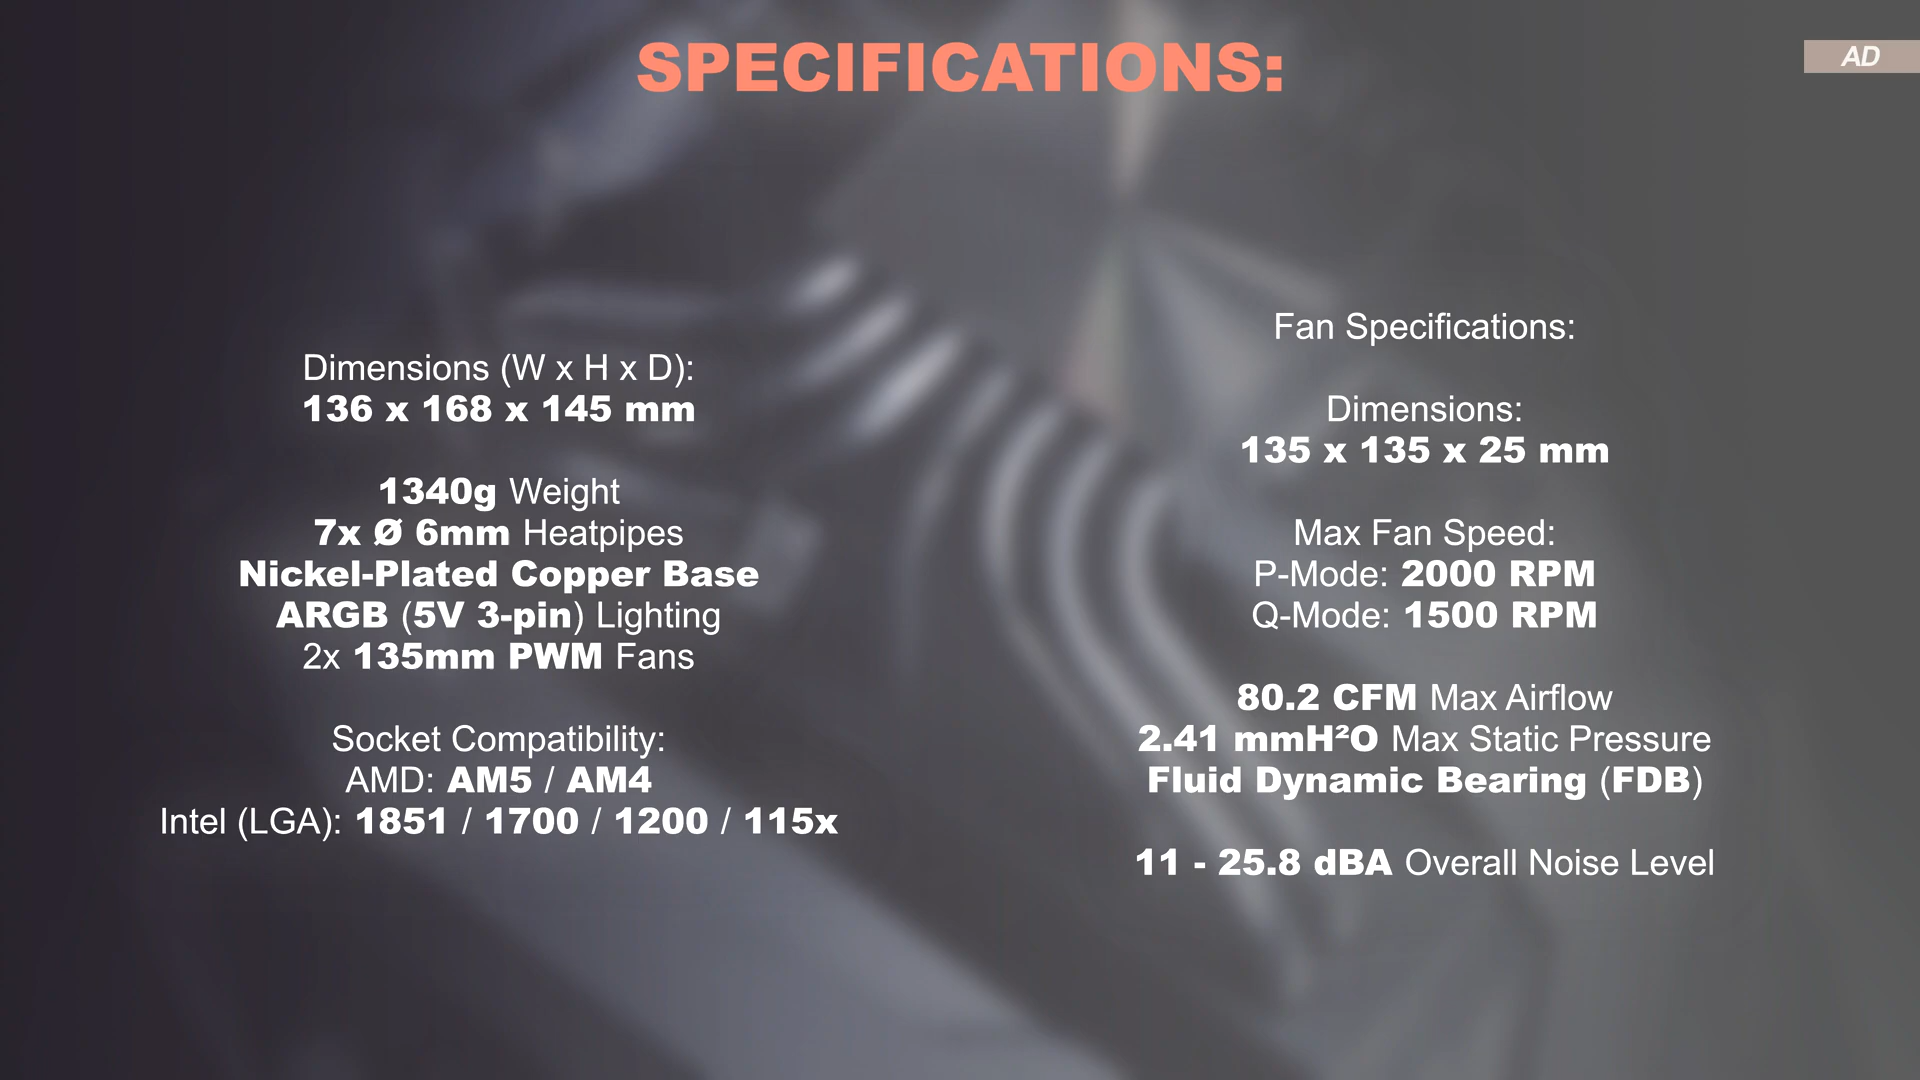 SPECIFICATIONS:
AD
Dimensions (W x H x D):
136 x 168 x 145 mm
1340g Weight
7x Ø 6mm Heatpipes
Nickel-Plated Copper Base
ARGB (5V 3-pin) Lighting
2x 135mm PWM Fans
Socket Compatibility:
AMD: AM5 / AM4
Intel (LGA): 1851 / 1700 / 1200 / 115x
Fan Specifications:
Dimensions:
135 x 135 x 25 mm
Max Fan Speed:
P-Mode: 2000 RPM
Q-Mode: 1500 RPM
80.2 CFM Max Airflow
2.41 mmH²O Max Static Pressure
Fluid Dynamic Bearing (FDB)
11 - 25.8 dBA Overall Noise Level